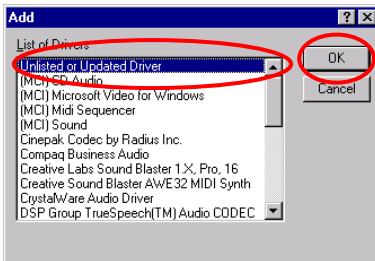 Add
List of Drivers
OK
Cancel
Unlisted or Updated Driver
(MCI) CD Audio
(MCI) Microsoft Video for Windows
(MCI) Midi Sequencer
(MCI) Sound
Cinepak Codec by Radius Inc.
Compaq Business Audio
Creative Labs Sound Blaster 1.X, Pro, 16
Creative Sound Blaster AWE32 MIDI Synth
CrystalWare Audio Driver
DSP Group TrueSpeech(TM) Audio CODEC